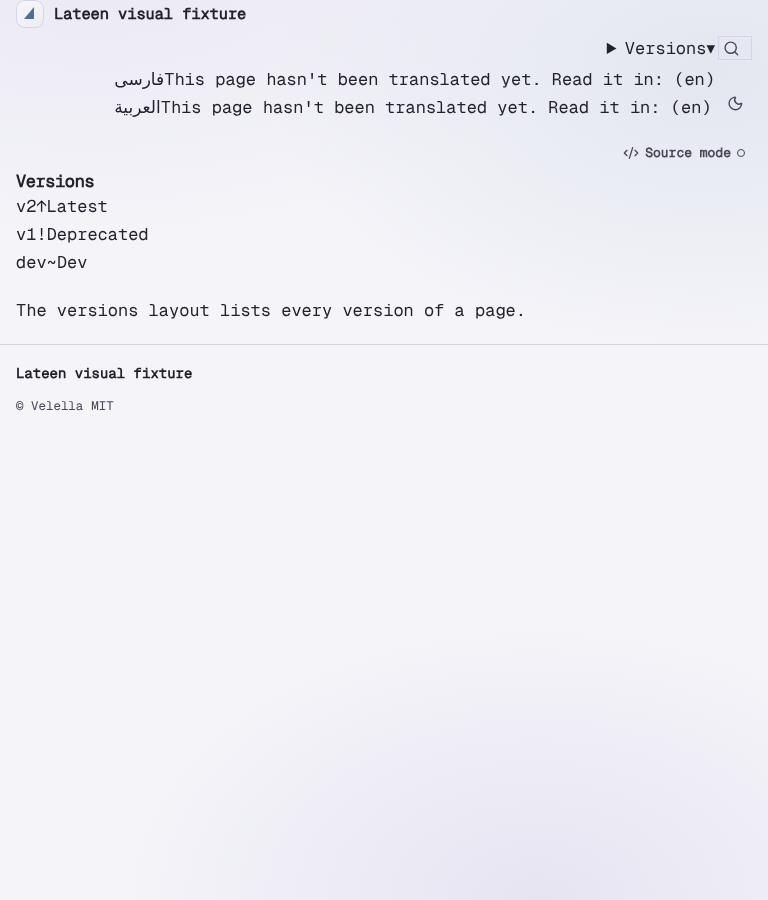 Lateen visual fixture
▶ Versions▾
فارسیThis page hasn't been translated yet. Read it in: (en)
العربيةThis page hasn't been translated yet. Read it in: (en)
</> Source mode ○
Versions
v2↑Latest
v1!Deprecated
dev~Dev
The versions layout lists every version of a page.
Lateen visual fixture
© Velella MIT